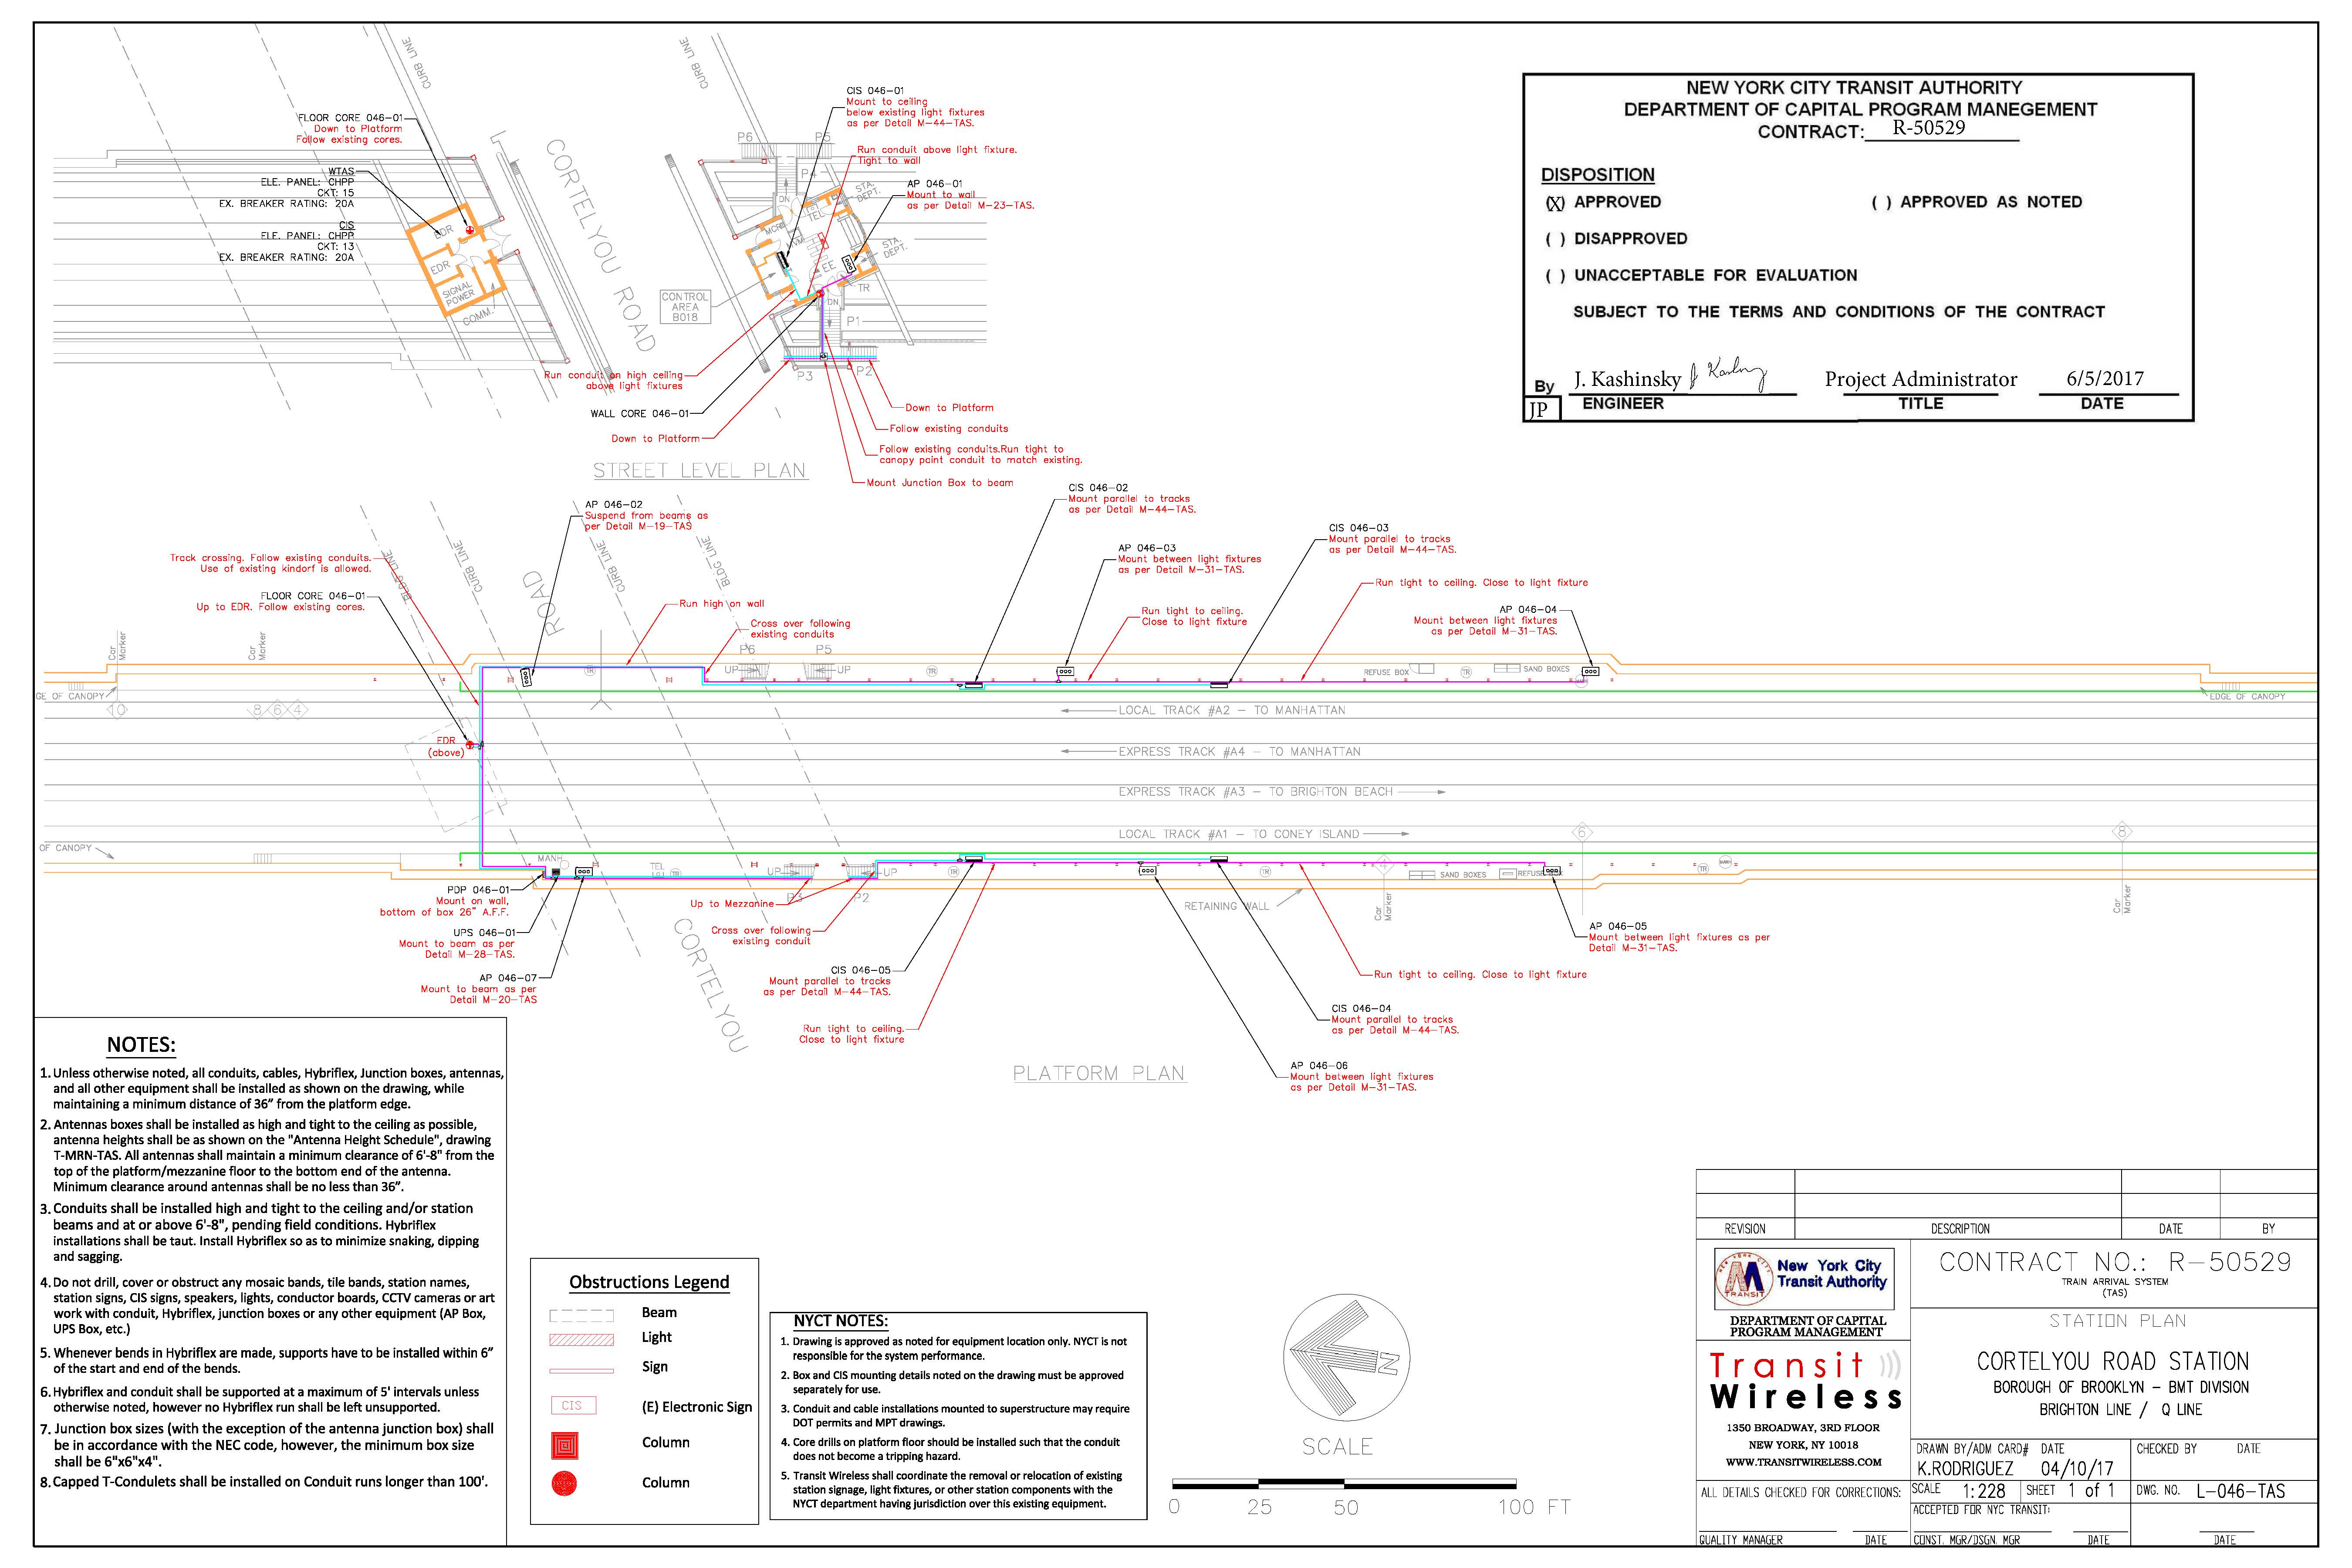 CURB LINE
CURB LINE
CORTELYOU ROAD
FLOOR CORE 046-01
Down to Platform
Follow existing cores.
WTAS
ELE. PANEL: CHPP
CKT: 15
EX. BREAKER RATING: 20A
CIS
ELE. PANEL: CHPP
CKT: 13
EX. BREAKER RATING: 20A
EDR
EDR
SIGNAL
POWER
COMM.
CIS 046-01
Mount to ceiling
below existing light fixtures
as per Detail M-44-TAS.
P6
P5
Run conduit above light fixture.
Tight to wall
P4
AP 046-01
Mount to wall
as per Detail M-23-TAS.
STA.
DEPT.
DN
TEL
MVM
STA.
DEPT.
EE
TR
CONTROL
AREA
B018
DN
P1
P3
P2
Run conduit on high ceiling
above light fixtures
WALL CORE 046-01
Down to Platform
Down to Platform
Follow existing conduits
Follow existing conduits.Run tight to
canopy paint conduit to match existing.
Mount Junction Box to beam
STREET LEVEL PLAN
NEW YORK CITY TRANSIT AUTHORITY
DEPARTMENT OF CAPITAL PROGRAM MANEGEMENT
CONTRACT: R-50529
DISPOSITION
(X) APPROVED
( ) APPROVED AS NOTED
( ) DISAPPROVED
( ) UNACCEPTABLE FOR EVALUATION
SUBJECT TO THE TERMS AND CONDITIONS OF THE CONTRACT
By J. Kashinsky Project Administrator 6/5/2017
JP ENGINEER TITLE DATE
AP 046-02
Suspend from beams as
per Detail M-19-TAS
CIS 046-02
Mount parallel to tracks
as per Detail M-44-TAS.
CIS 046-03
Mount parallel to tracks
as per Detail M-44-TAS.
AP 046-03
Mount between light fixtures
as per Detail M-31-TAS.
Track crossing. Follow existing conduits.
Use of existing kindorf is allowed.
FLOOR CORE 046-01
Up to EDR. Follow existing cores.
BLDG LINE
CURB LINE
CURB LINE
BLDG LINE
ROAD
Run high on wall
Cross over following
existing conduits
Run tight to ceiling.
Close to light fixture
Run tight to ceiling. Close to light fixture
AP 046-04
Mount between light fixtures
as per Detail M-31-TAS.
Car
Marker
Car
Marker
P6
P5
UP
UP
TR
TR
REFUSE BOX
TR
SAND BOXES
EDGE OF CANOPY
10
8
6
4
GE OF CANOPY
LOCAL TRACK #A2 - TO MANHATTAN
EDR
(above)
EXPRESS TRACK #A4 - TO MANHATTAN
EXPRESS TRACK #A3 - TO BRIGHTON BEACH
LOCAL TRACK #A1 - TO CONEY ISLAND
6
8
OF CANOPY
MANH
TEL
TR
UP
UP
P3
P2
TR
TR
4
SAND BOXES
REFUSE
TR
RETAINING WALL
Car
Marker
Car
Marker
PDP 046-01
Mount on wall,
bottom of box 26" A.F.F.
UPS 046-01
Mount to beam as per
Detail M-28-TAS.
AP 046-07
Mount to beam as per
Detail M-20-TAS
Up to Mezzanine
Cross over following
existing conduit
CORTELYOU
CIS 046-05
Mount parallel to tracks
as per Detail M-44-TAS.
Run tight to ceiling.
Close to light fixture
AP 046-05
Mount between light fixtures as per
Detail M-31-TAS.
Run tight to ceiling. Close to light fixture
CIS 046-04
Mount parallel to tracks
as per Detail M-44-TAS.
AP 046-06
Mount between light fixtures
as per Detail M-31-TAS.
PLATFORM PLAN
NOTES:
1. Unless otherwise noted, all conduits, cables, Hybriflex, Junction boxes, antennas,
and all other equipment shall be installed as shown on the drawing, while
maintaining a minimum distance of 36” from the platform edge.
2. Antennas boxes shall be installed as high and tight to the ceiling as possible,
antenna heights shall be as shown on the "Antenna Height Schedule", drawing
T-MRN-TAS. All antennas shall maintain a minimum clearance of 6'-8" from the
top of the platform/mezzanine floor to the bottom end of the antenna.
Minimum clearance around antennas shall be no less than 36”.
3. Conduits shall be installed high and tight to the ceiling and/or station
beams and at or above 6'-8", pending field conditions. Hybriflex
installations shall be taut. Install Hybriflex so as to minimize snaking, dipping
and sagging.
4. Do not drill, cover or obstruct any mosaic bands, tile bands, station names,
station signs, CIS signs, speakers, lights, conductor boards, CCTV cameras or art
work with conduit, Hybriflex, junction boxes or any other equipment (AP Box,
UPS Box, etc.)
5. Whenever bends in Hybriflex are made, supports have to be installed within 6”
of the start and end of the bends.
6. Hybriflex and conduit shall be supported at a maximum of 5' intervals unless
otherwise noted, however no Hybriflex run shall be left unsupported.
7. Junction box sizes (with the exception of the antenna junction box) shall
be in accordance with the NEC code, however, the minimum box size
shall be 6"x6"x4".
8. Capped T-Condulets shall be installed on Conduit runs longer than 100'.
Obstructions Legend
Beam
Light
Sign
CIS (E) Electronic Sign
Column
Column
NYCT NOTES:
1. Drawing is approved as noted for equipment location only. NYCT is not
responsible for the system performance.
2. Box and CIS mounting details noted on the drawing must be approved
separately for use.
3. Conduit and cable installations mounted to superstructure may require
DOT permits and MPT drawings.
4. Core drills on platform floor should be installed such that the conduit
does not become a tripping hazard.
5. Transit Wireless shall coordinate the removal or relocation of existing
station signage, light fixtures, or other station components with the
NYCT department having jurisdiction over this existing equipment.
N
SCALE
0 25 50 100 FT
REVISION DESCRIPTION DATE BY
TRANSIT
New York City
Transit Authority
DEPARTMENT OF CAPITAL
PROGRAM MANAGEMENT
Transit
Wireless
1350 BROADWAY, 3RD FLOOR
NEW YORK, NY 10018
WWW.TRANSITWIRELESS.COM
ALL DETAILS CHECKED FOR CORRECTIONS:
QUALITY MANAGER DATE
CONTRACT NO.: R-50529
TRAIN ARRIVAL SYSTEM
(TAS)
STATION PLAN
CORTELYOU ROAD STATION
BOROUGH OF BROOKLYN - BMT DIVISION
BRIGHTON LINE / Q LINE
DRAWN BY/ADM CARD# DATE
K.RODRIGUEZ 04/10/17
CHECKED BY DATE
SCALE 1:228 SHEET 1 of 1 DWG. NO. L-046-TAS
ACCEPTED FOR NYC TRANSIT:
CONST. MGR/DSGN. MGR DATE DATE